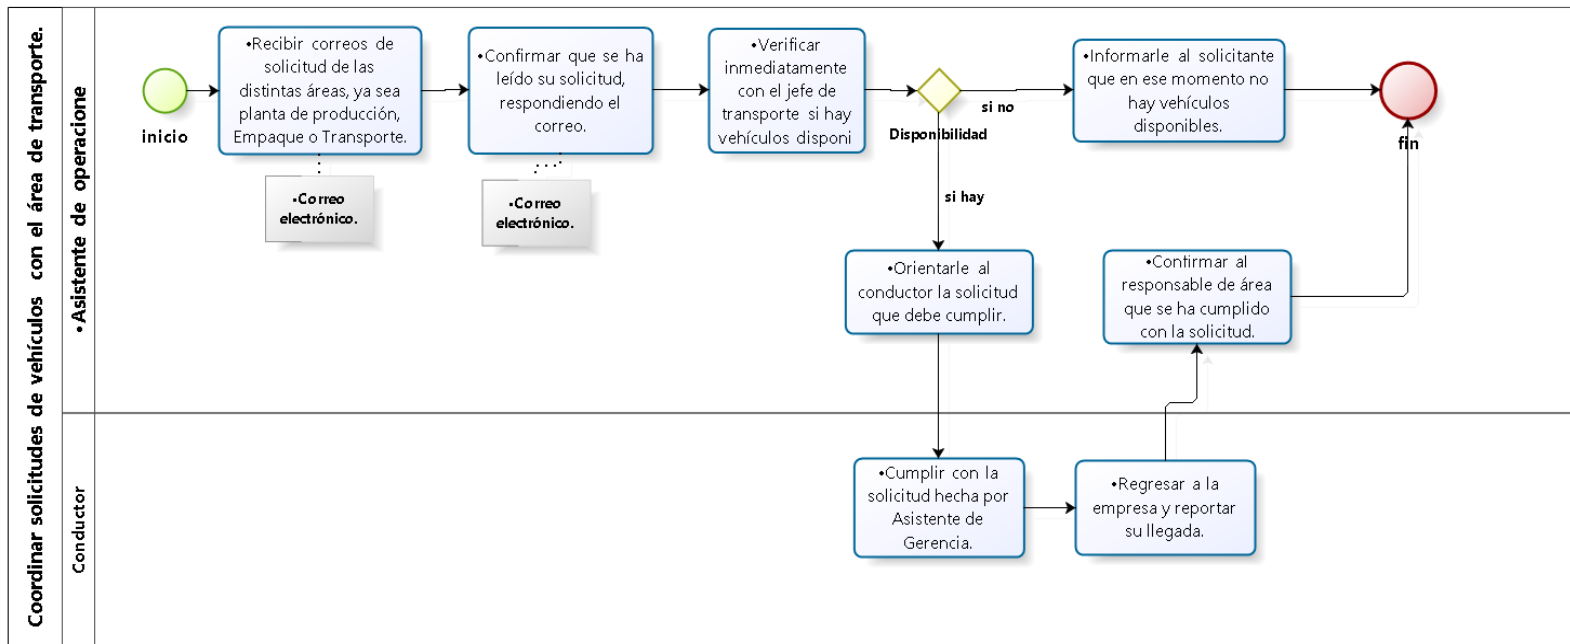 Coordinar solicitudes de vehículos con el área de transporte.
•Asistente de operacione
inicio
•Recibir correos de
solicitud de las
distintas áreas, ya sea
planta de producción,
Empaque o Transporte.
•Correo
electrónico.
•Confirmar que se ha
leído su solicitud,
respondiendo el
correo.
•Correo
electrónico.
•Verificar
inmediatamente
con el jefe de
transporte si hay
vehículos disponi
Disponibilidad
si no
•Informarle al solicitante
que en ese momento no
hay vehículos
disponibles.
fin
si hay
•Orientarle al
conductor la solicitud
que debe cumplir.
•Confirmar al
responsable de área
que se ha cumplido
con la solicitud.
Conductor
•Cumplir con la
solicitud hecha por
Asistente de
Gerencia.
•Regresar a la
empresa y reportar
su llegada.